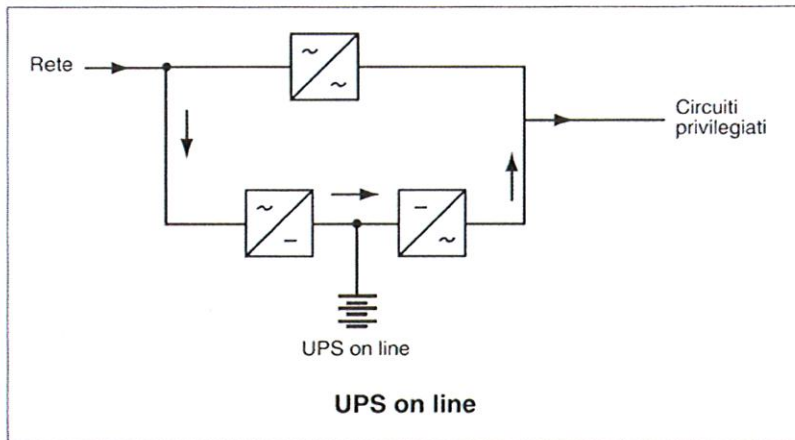 Rete
Circuiti
privilegiati
~
~
~
–
–
~
UPS on line
UPS on line